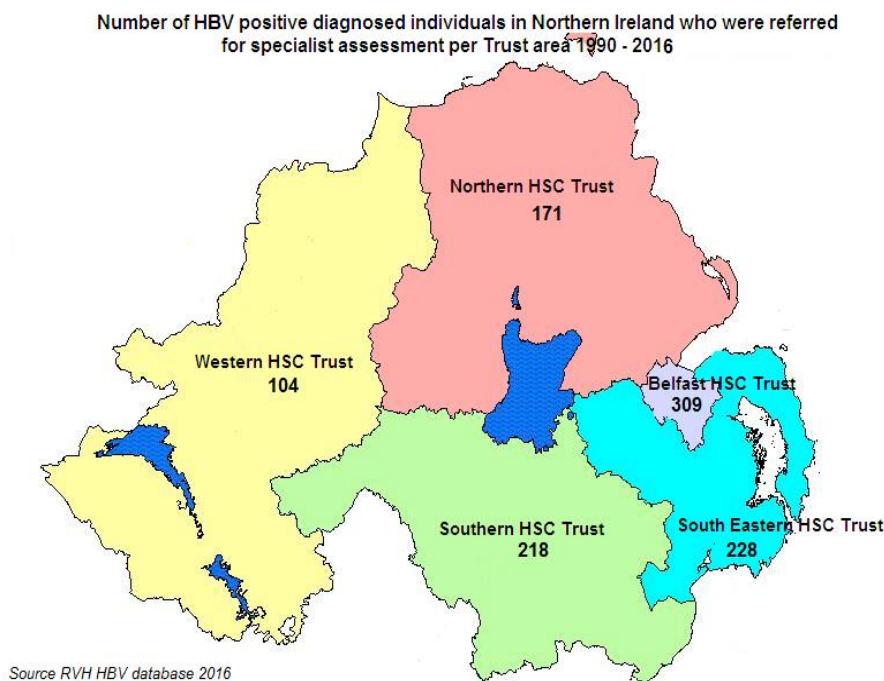 Number of HBV positive diagnosed individuals in Northern Ireland who were referred
for specialist assessment per Trust area 1990 - 2016
Northern HSC Trust
171
Western HSC Trust
104
Belfast HSC Trust
309
Southern HSC Trust
218
South Eastern HSC Trust
228
Source RVH HBV database 2016